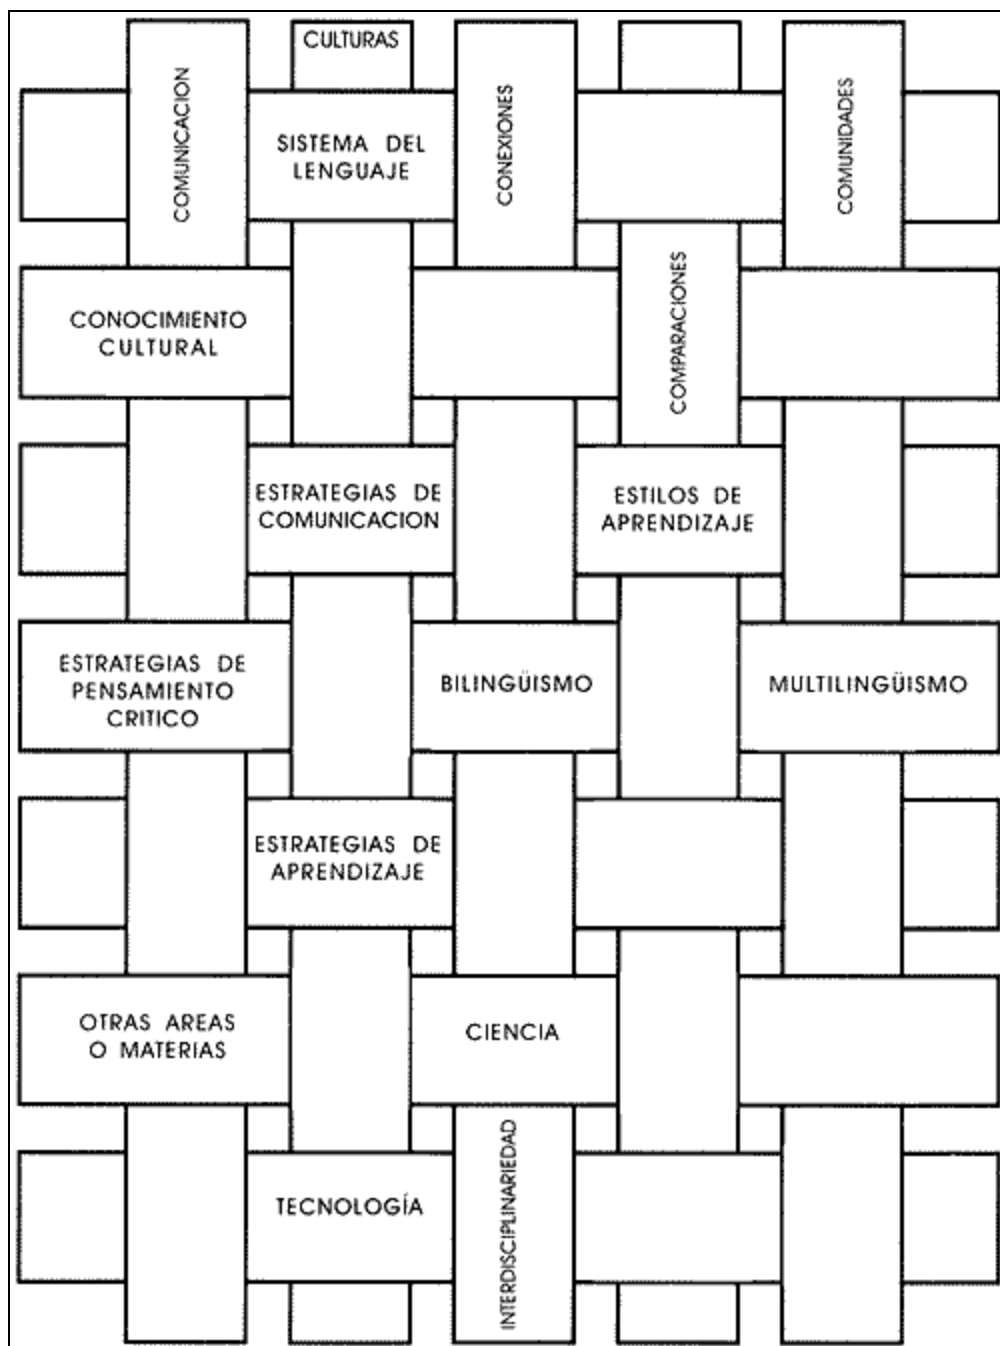 CULTURAS
COMUNICACION
CONEXIONES
COMUNIDADES
SISTEMA DEL
LENGUAJE
COMPARACIONES
CONOCIMIENTO
CULTURAL
ESTRATEGIAS DE
COMUNICACION
ESTILOS DE
APRENDIZAJE
ESTRATEGIAS DE
PENSAMIENTO
CRITICO
BILINGÜISMO
MULTILINGÜISMO
ESTRATEGIAS DE
APRENDIZAJE
OTRAS AREAS
O MATERIAS
CIENCIA
TECNOLOGÍA
INTERDISCIPLINARIEDAD